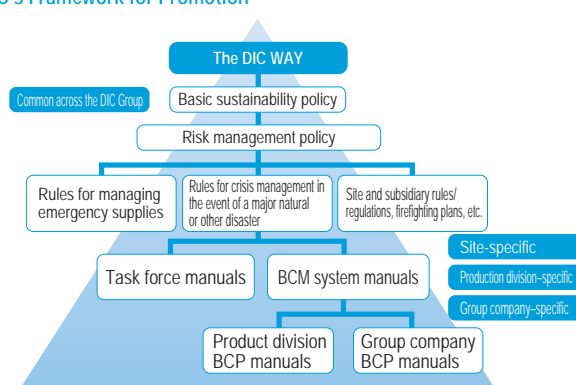 's Framework for Promotion
The DIC WAY
Common across the DIC Group
Basic sustainability policy
Risk management policy
Rules for managing
emergency supplies
Rules for crisis management in
the event of a major natural
or other disaster
Site and subsidiary rules/
regulations, firefighting plans, etc.
Site-specific
Task force manuals
BCM system manuals
Production division–specific
Group company–specific
Product division
BCP manuals
Group company
BCP manuals